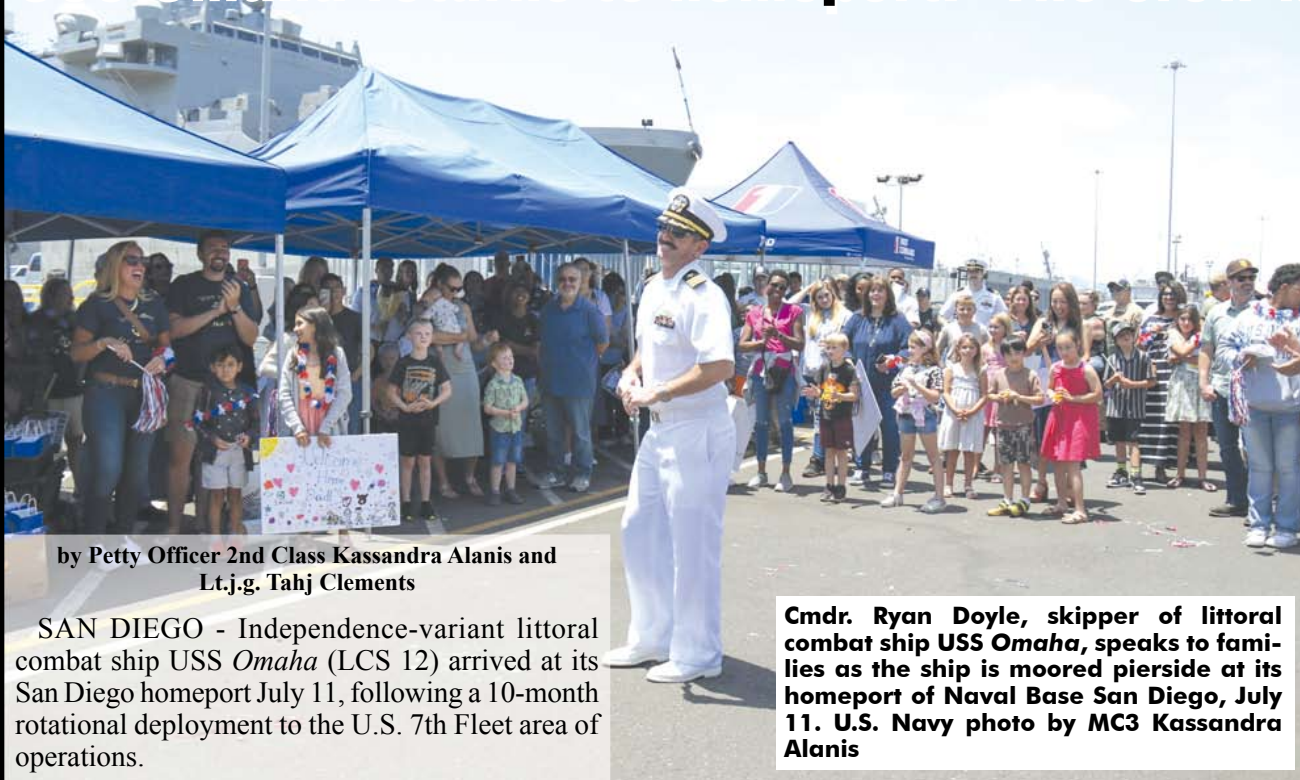 Welcome
Home
by Petty Officer 2nd Class Kassandra Alanis and
Lt.j.g. Tahj Clements
SAN DIEGO - Independence-variant littoral
combat ship USS Omaha (LCS 12) arrived at its
San Diego homeport July 11, following a 10-month
rotational deployment to the U.S. 7th Fleet area of
operations.
Cmdr. Ryan Doyle, skipper of littoral
combat ship USS Omaha, speaks to fami-
lies as the ship is moored pierside at its
homeport of Naval Base San Diego, July
11. U.S. Navy photo by MC3 Kassandra
Alanis